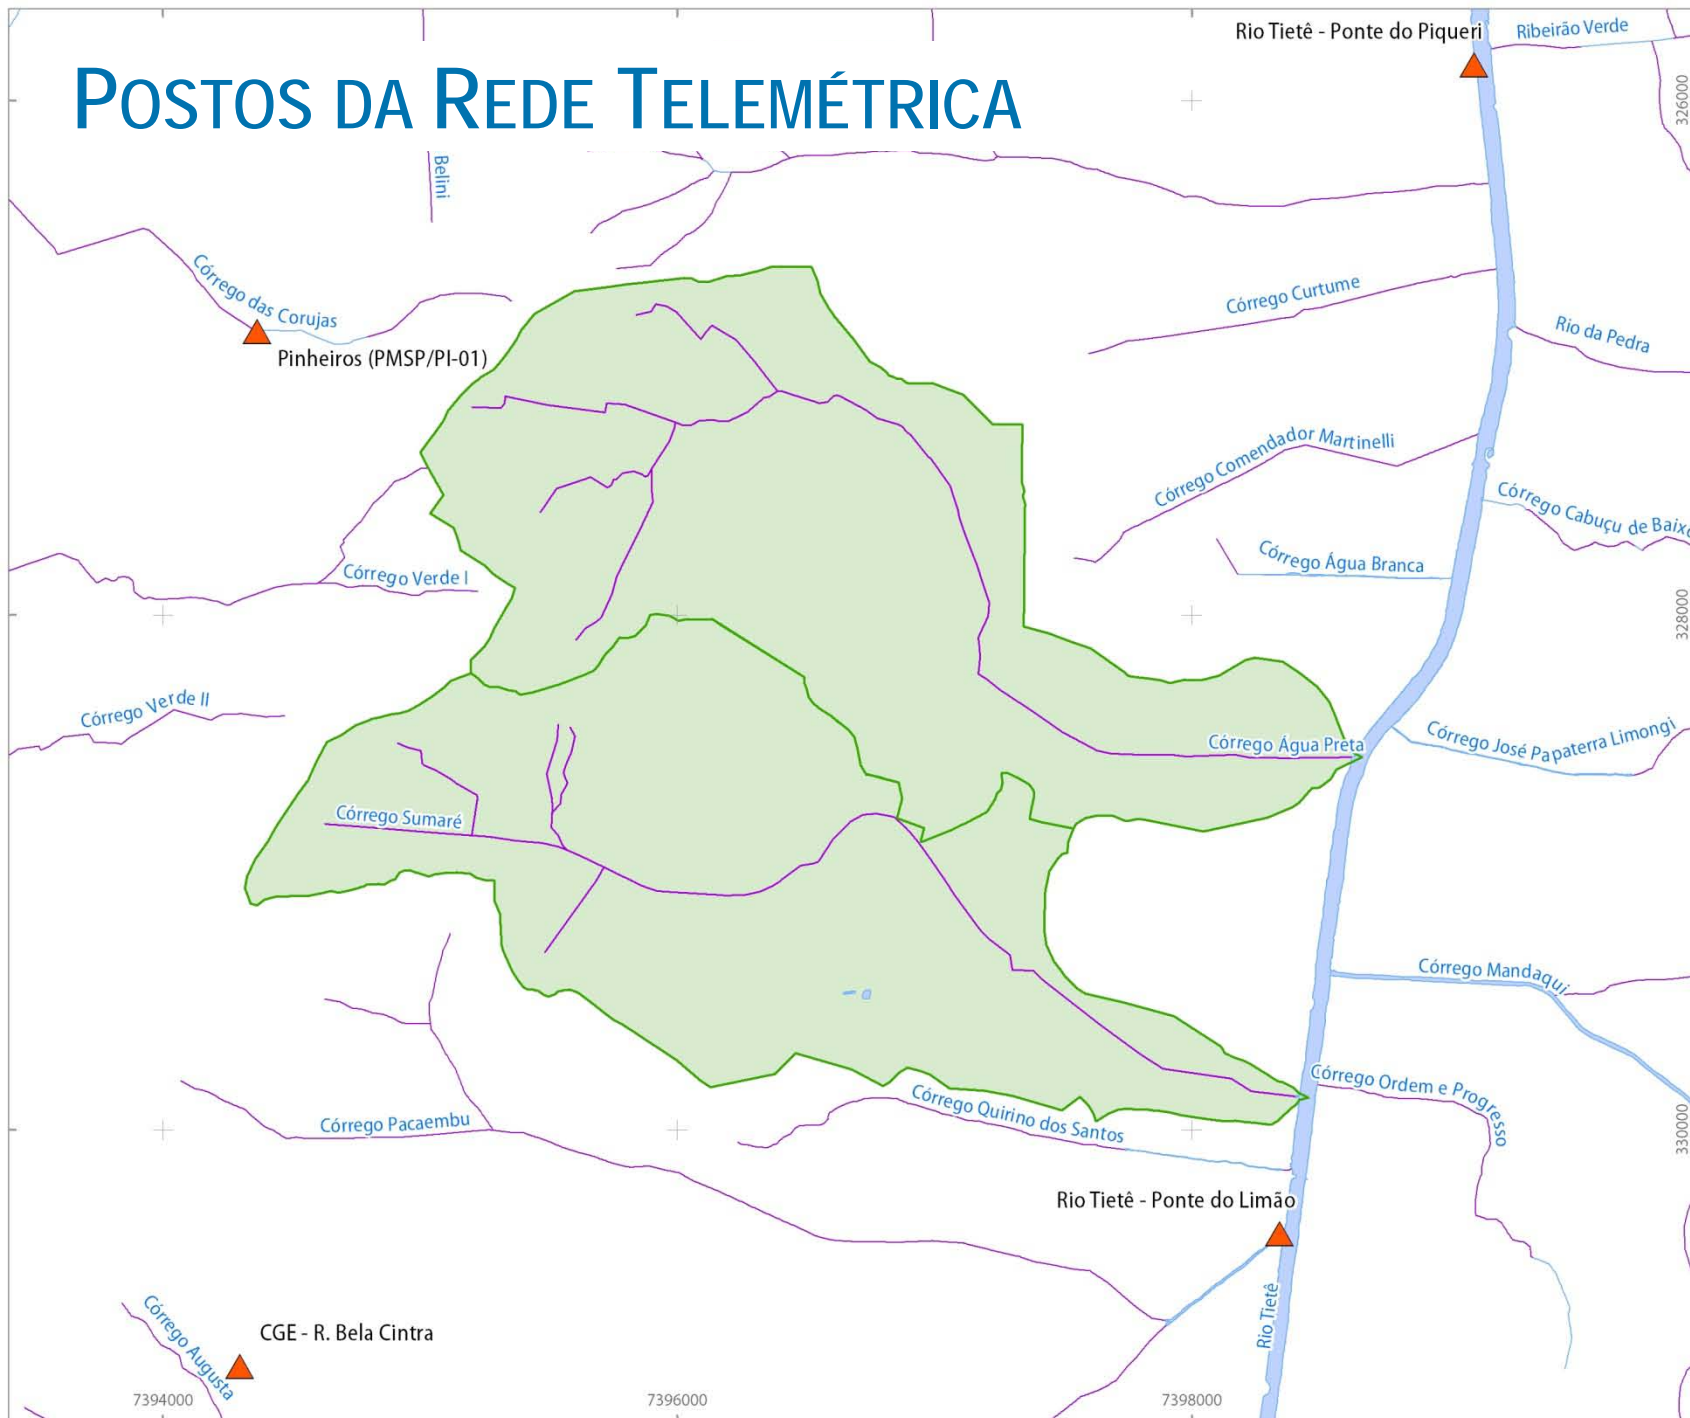 Rio Tietê - Ponte do Piqueri
Ribeirão Verde
POSTOS DA REDE TELEMÉTRICA
326000
Belini
Córrego das Corujas
Pinheiros (PMSP/PI-01)
Córrego Curtume
Rio da Pedra
Córrego Comendador Martinelli
Córrego Cabuçu de Baixo
Córrego Água Branca
Córrego Verde I
328000
Córrego Verde II
Córrego Água Preta
Córrego José Papaterra Limongi
Córrego Sumaré
Córrego Mandaqui
Córrego Ordem e Progresso
Córrego Quirino dos Santos
Córrego Pacaembu
330000
Rio Tietê - Ponte do Limão
Rio Tietê
Córrego Augusta
CGE - R. Bela Cintra
7394000
7396000
7398000